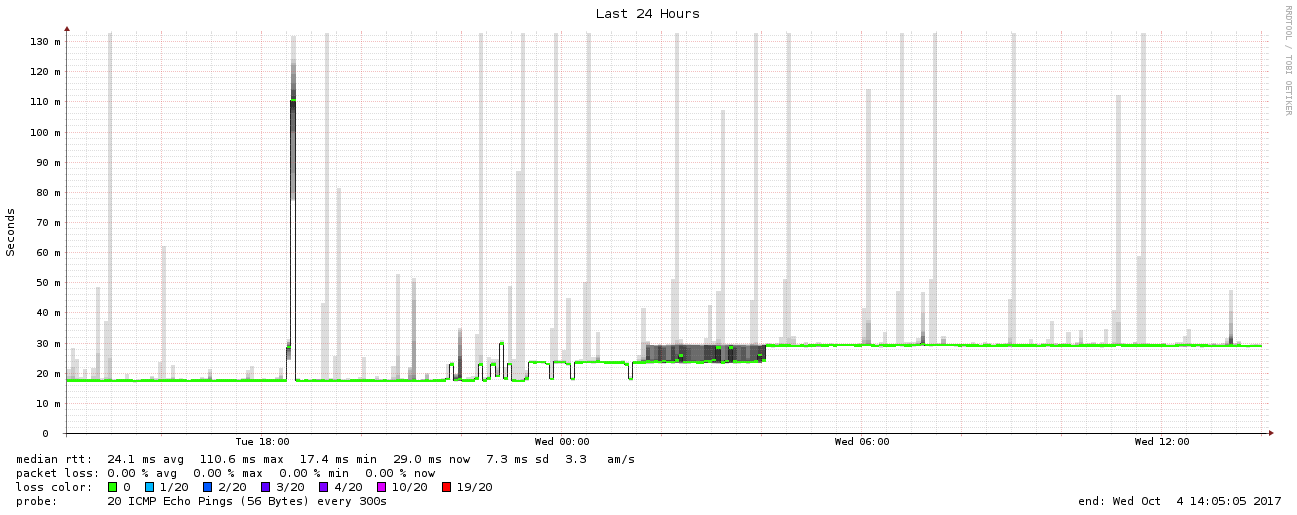 Last 24 Hours
RRDTOOL / TOBI OETIKER
Seconds
130 m
120 m
110 m
100 m
90 m
80 m
70 m
60 m
50 m
40 m
30 m
20 m
10 m
0
Tue 18:00 Wed 00:00 Wed 06:00 Wed 12:00
median rtt: 24.1 ms avg 110.6 ms max 17.4 ms min 29.0 ms now 7.3 ms sd 3.3 am/s
packet loss: 0.00 % avg 0.00 % max 0.00 % min 0.00 % now
loss color: 0 1/20 2/20 3/20 4/20 10/20 19/20
probe: 20 ICMP Echo Pings (56 Bytes) every 300s end: Wed Oct 4 14:05:05 2017